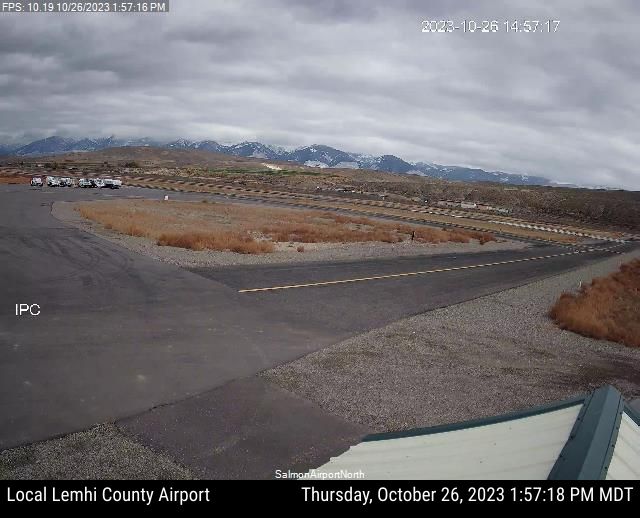 FPS: 10.19 10/26/2023 1:57:16 PM
2023-10-26 14:57:17
IPC
SalmonAirportNorth
Local Lemhi County Airport Thursday, October 26, 2023 1:57:18 PM MDT